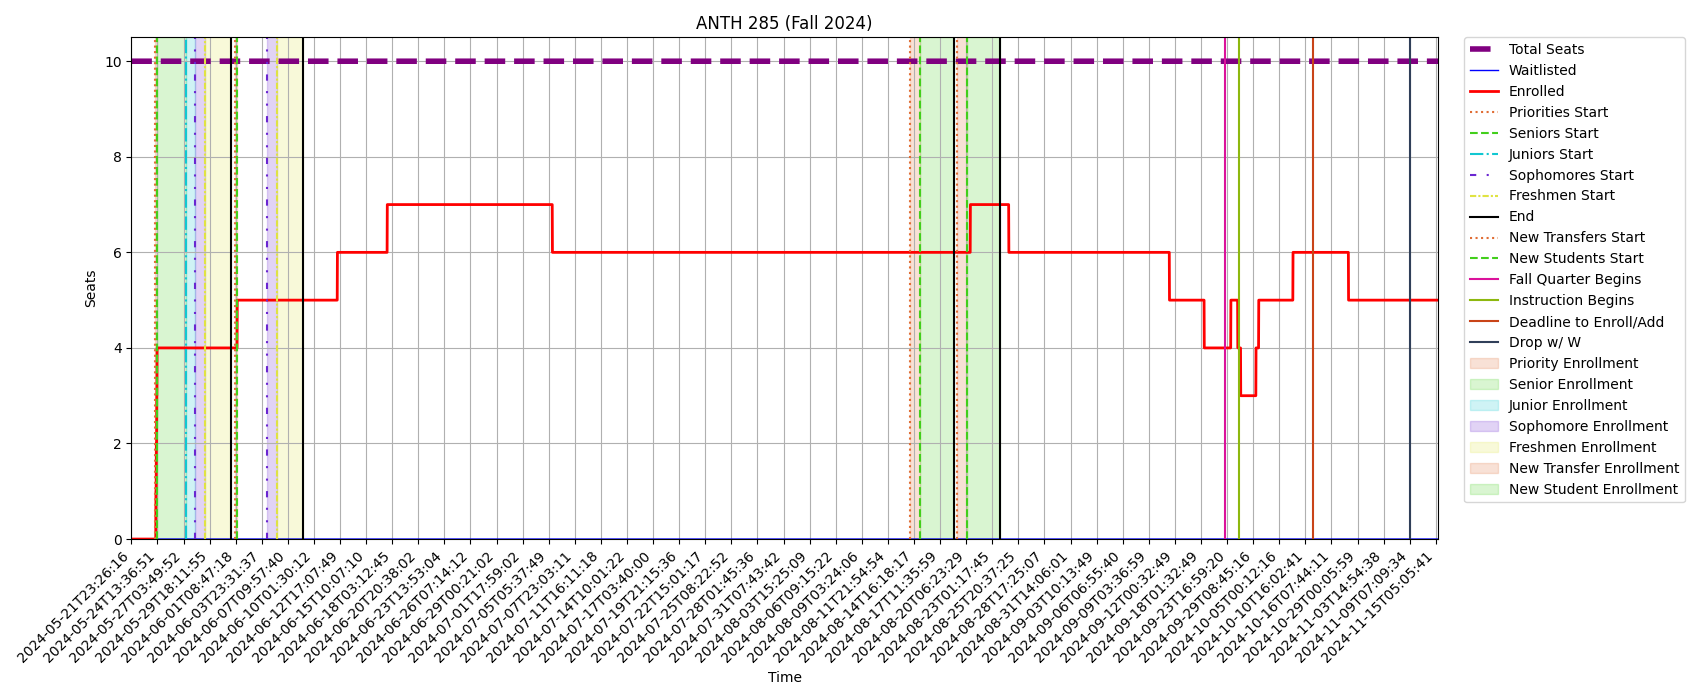 ANTH 285 (Fall 2024)
Seats
10
8
6
4
2
0
2024-05-21T23:26:16
2024-05-24T13:36:51
2024-05-27T03:49:52
2024-05-29T18:11:55
2024-06-01T08:47:18
2024-06-03T23:31:37
2024-06-07T09:57:40
2024-06-10T01:30:12
2024-06-12T17:07:49
2024-06-15T10:07:10
2024-06-18T03:12:45
2024-06-20T20:38:02
2024-06-23T13:53:04
2024-06-26T07:14:12
2024-06-29T00:21:02
2024-07-01T17:59:02
2024-07-05T05:37:49
2024-07-07T23:03:11
2024-07-11T16:11:18
2024-07-14T10:01:22
2024-07-17T03:40:00
2024-07-19T21:15:36
2024-07-22T15:01:17
2024-07-25T08:22:52
2024-07-28T01:45:36
2024-07-31T07:43:42
2024-08-03T15:25:09
2024-08-06T09:15:22
2024-08-09T03:24:06
2024-08-11T21:54:54
2024-08-14T16:18:17
2024-08-17T11:35:59
2024-08-20T06:23:29
2024-08-23T01:17:45
2024-08-25T20:37:25
2024-08-28T17:25:07
2024-08-31T14:06:01
2024-09-03T10:13:49
2024-09-06T06:55:40
2024-09-09T03:36:59
2024-09-12T00:32:49
2024-09-18T01:32:49
2024-09-23T16:59:20
2024-09-29T08:45:16
2024-10-05T00:12:16
2024-10-10T16:02:41
2024-10-16T07:44:11
2024-10-29T00:05:59
2024-11-03T14:54:38
2024-11-09T07:09:34
2024-11-15T05:05:41
Time
Total Seats
Waitlisted
Enrolled
Priorities Start
Seniors Start
Juniors Start
Sophomores Start
Freshmen Start
End
New Transfers Start
New Students Start
Fall Quarter Begins
Instruction Begins
Deadline to Enroll/Add
Drop w/ W
Priority Enrollment
Senior Enrollment
Junior Enrollment
Sophomore Enrollment
Freshmen Enrollment
New Transfer Enrollment
New Student Enrollment